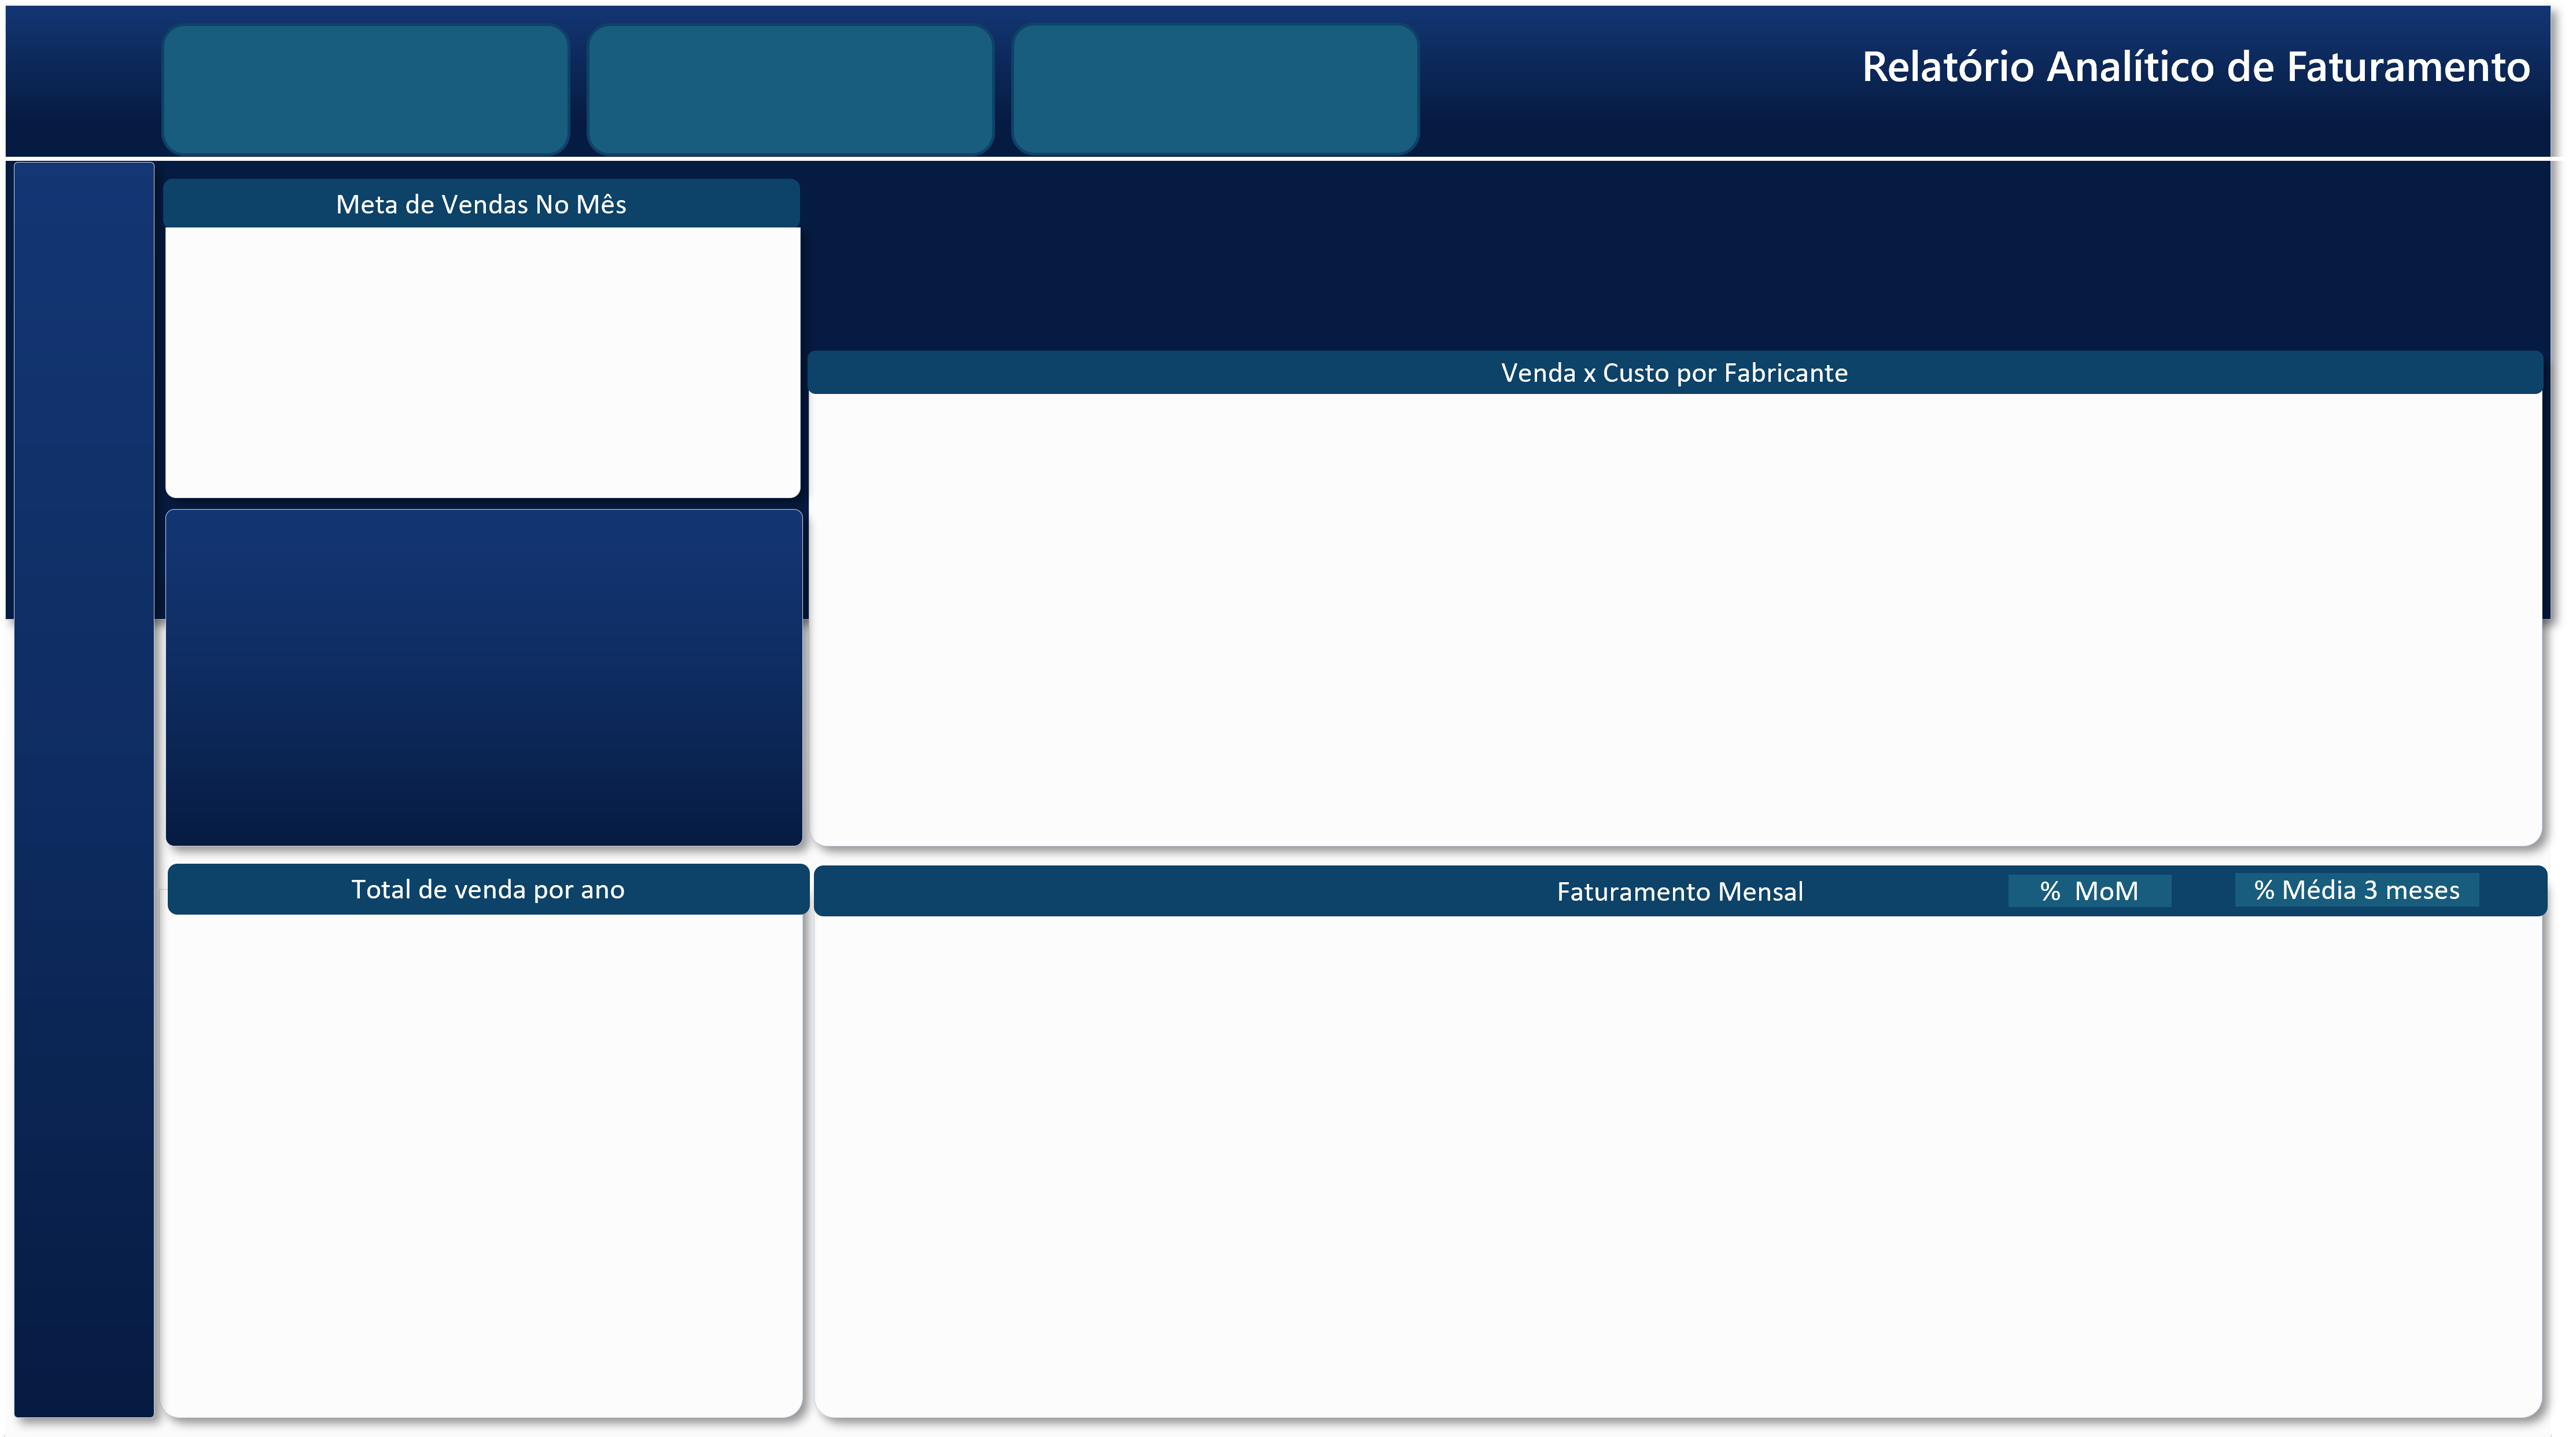 Relatório Analítico de Faturamento
Meta de Vendas No Mês
Venda x Custo por Fabricante
Total de venda por ano
Faturamento Mensal
% MoM
% Média 3 meses